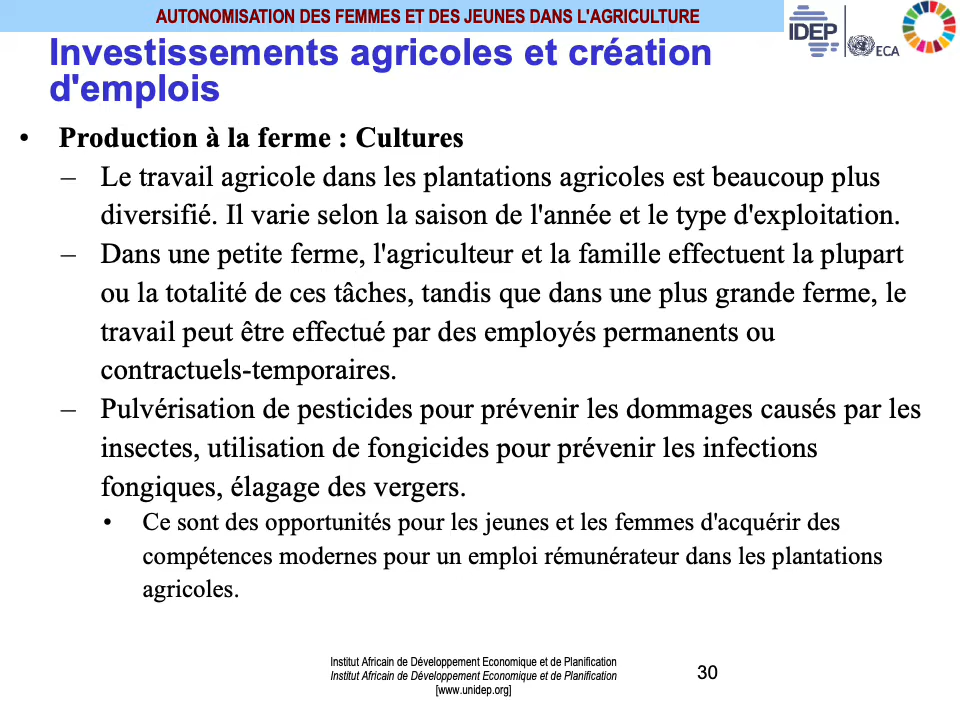 AUTONOMISATION DES FEMMES ET DES JEUNES DANS L'AGRICULTURE
IDEP
ECA
Investissements agricoles et création
d'emplois
• Production à la ferme : Cultures
– Le travail agricole dans les plantations agricoles est beaucoup plus
diversifié. Il varie selon la saison de l'année et le type d'exploitation.
– Dans une petite ferme, l'agriculteur et la famille effectuent la plupart
ou la totalité de ces tâches, tandis que dans une plus grande ferme, le
travail peut être effectué par des employés permanents ou
contractuels-temporaires.
– Pulvérisation de pesticides pour prévenir les dommages causés par les
insectes, utilisation de fongicides pour prévenir les infections
fongiques, élagage des vergers.
• Ce sont des opportunités pour les jeunes et les femmes d'acquérir des
compétences modernes pour un emploi rémunérateur dans les plantations
agricoles.
Institut Africain de Développement Economique et de Planification
Institut Africain de Développement Economique et de Planification
[www.unidep.org]
30